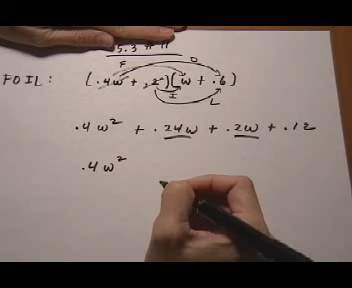 5.3 # 11
F O
FOIL: (.4w + .2)(w + .6)
I L
.4w² + .24w + .2w + .12
.4w²